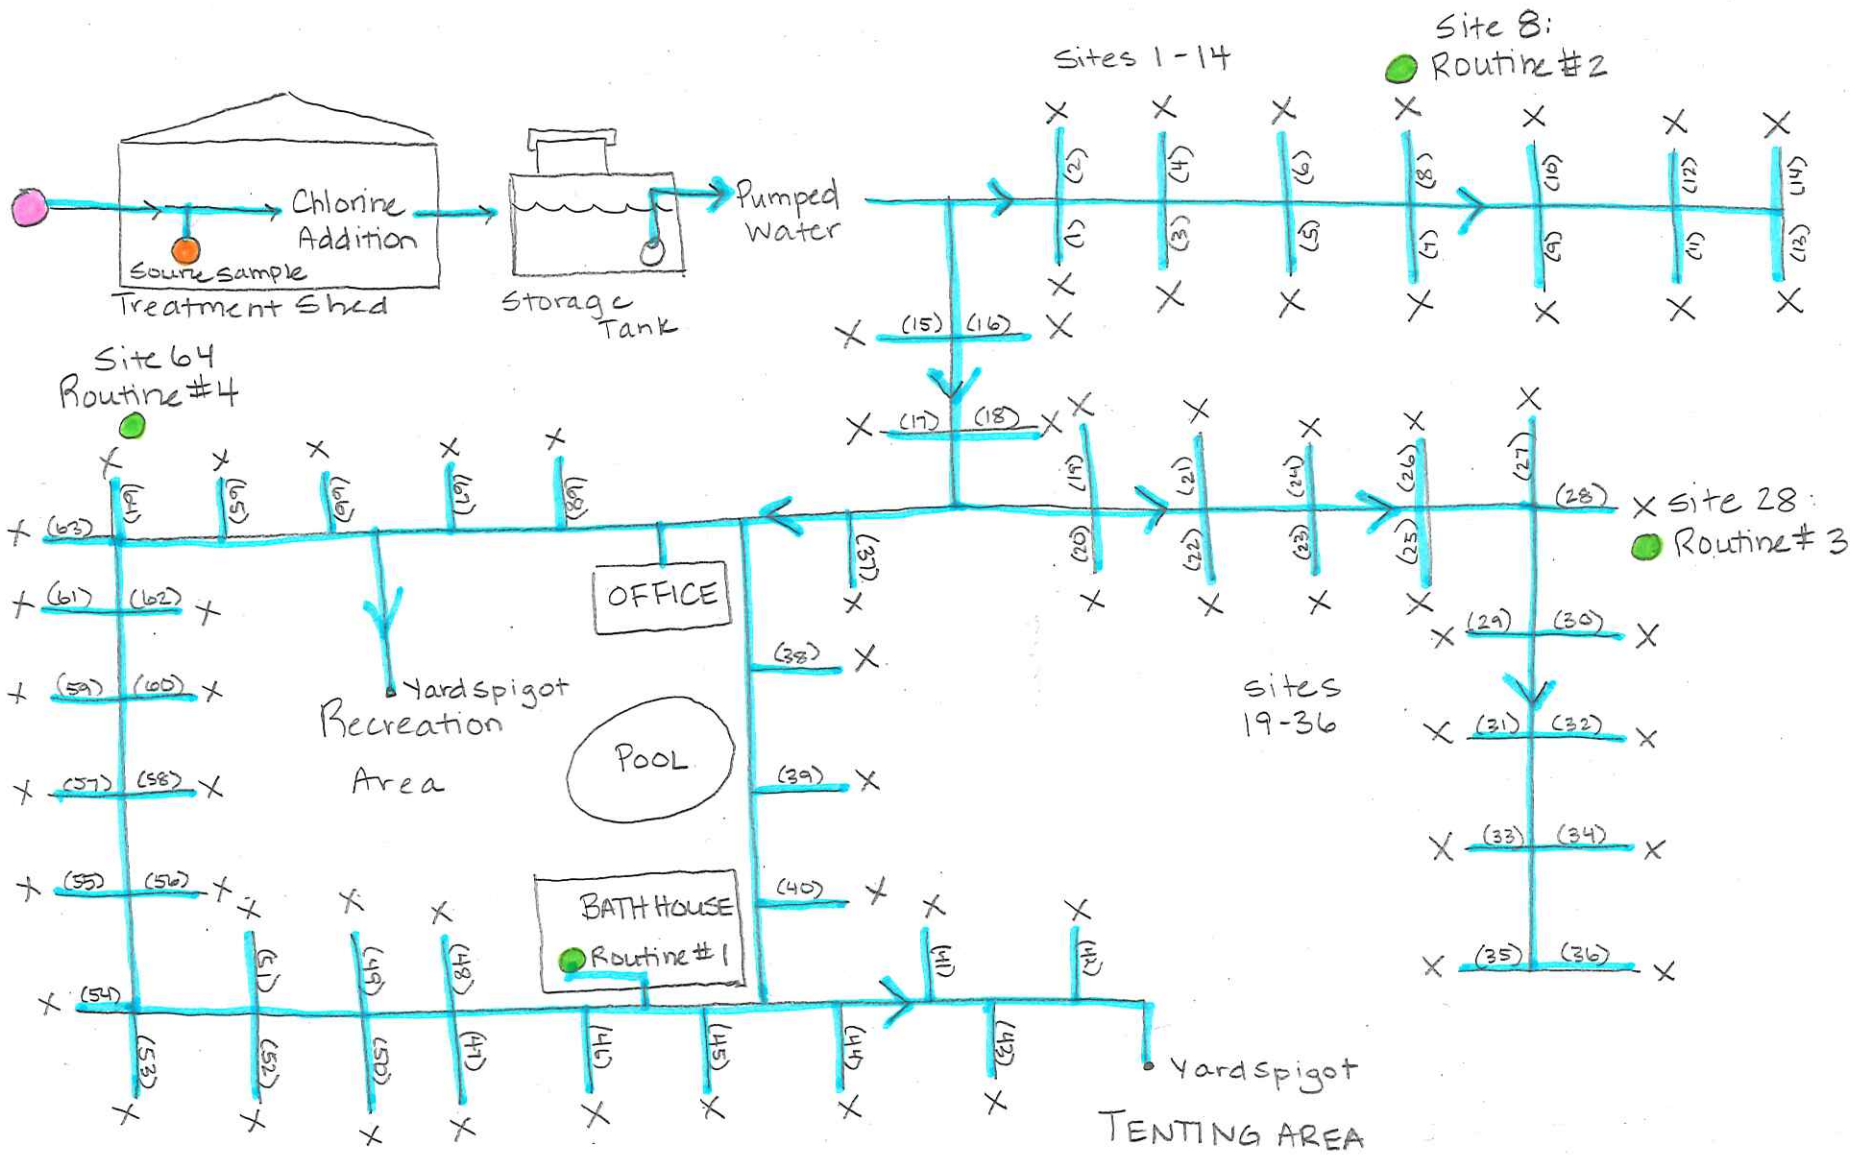 Sites 1-14
Site 8:
Routine #2
X X X X X X X
(2) (4) (6) (8) (10) (12) (14)
Chlorine
Addition
Source Sample
Treatment Shed
Storage
Tank
Pumped
Water
(1) (3) (5) (7) (9) (11) (13)
X X X X X X X
X (15) (16) X
X (17) (18) X
Site 64
Routine #4
X X X X X
(64) (65) (66) (67) (68)
X (63)
X X X X X
(19) (21) (24) (26) (27)
(28) X Site 28:
Routine #3
(20) (22) (23) (25)
X X X X
(37)
X
OFFICE
X (61) (62) X
X (59) (60) X
X (57) (58) X
X (55) (56) X
Yard spigot
Recreation
Area
POOL
(38) X
(39) X
(40) X
Sites
19-36
X (29) (30) X
X (31) (32) X
X (33) (34) X
X (35) (36) X
BATH HOUSE
Routine #1
X X X X X
(51) (49) (48) (41) (42)
X (54)
(53) (52) (50) (47) (46) (45) (44) (43)
X X X X X X X X
Yard spigot
TENTING AREA